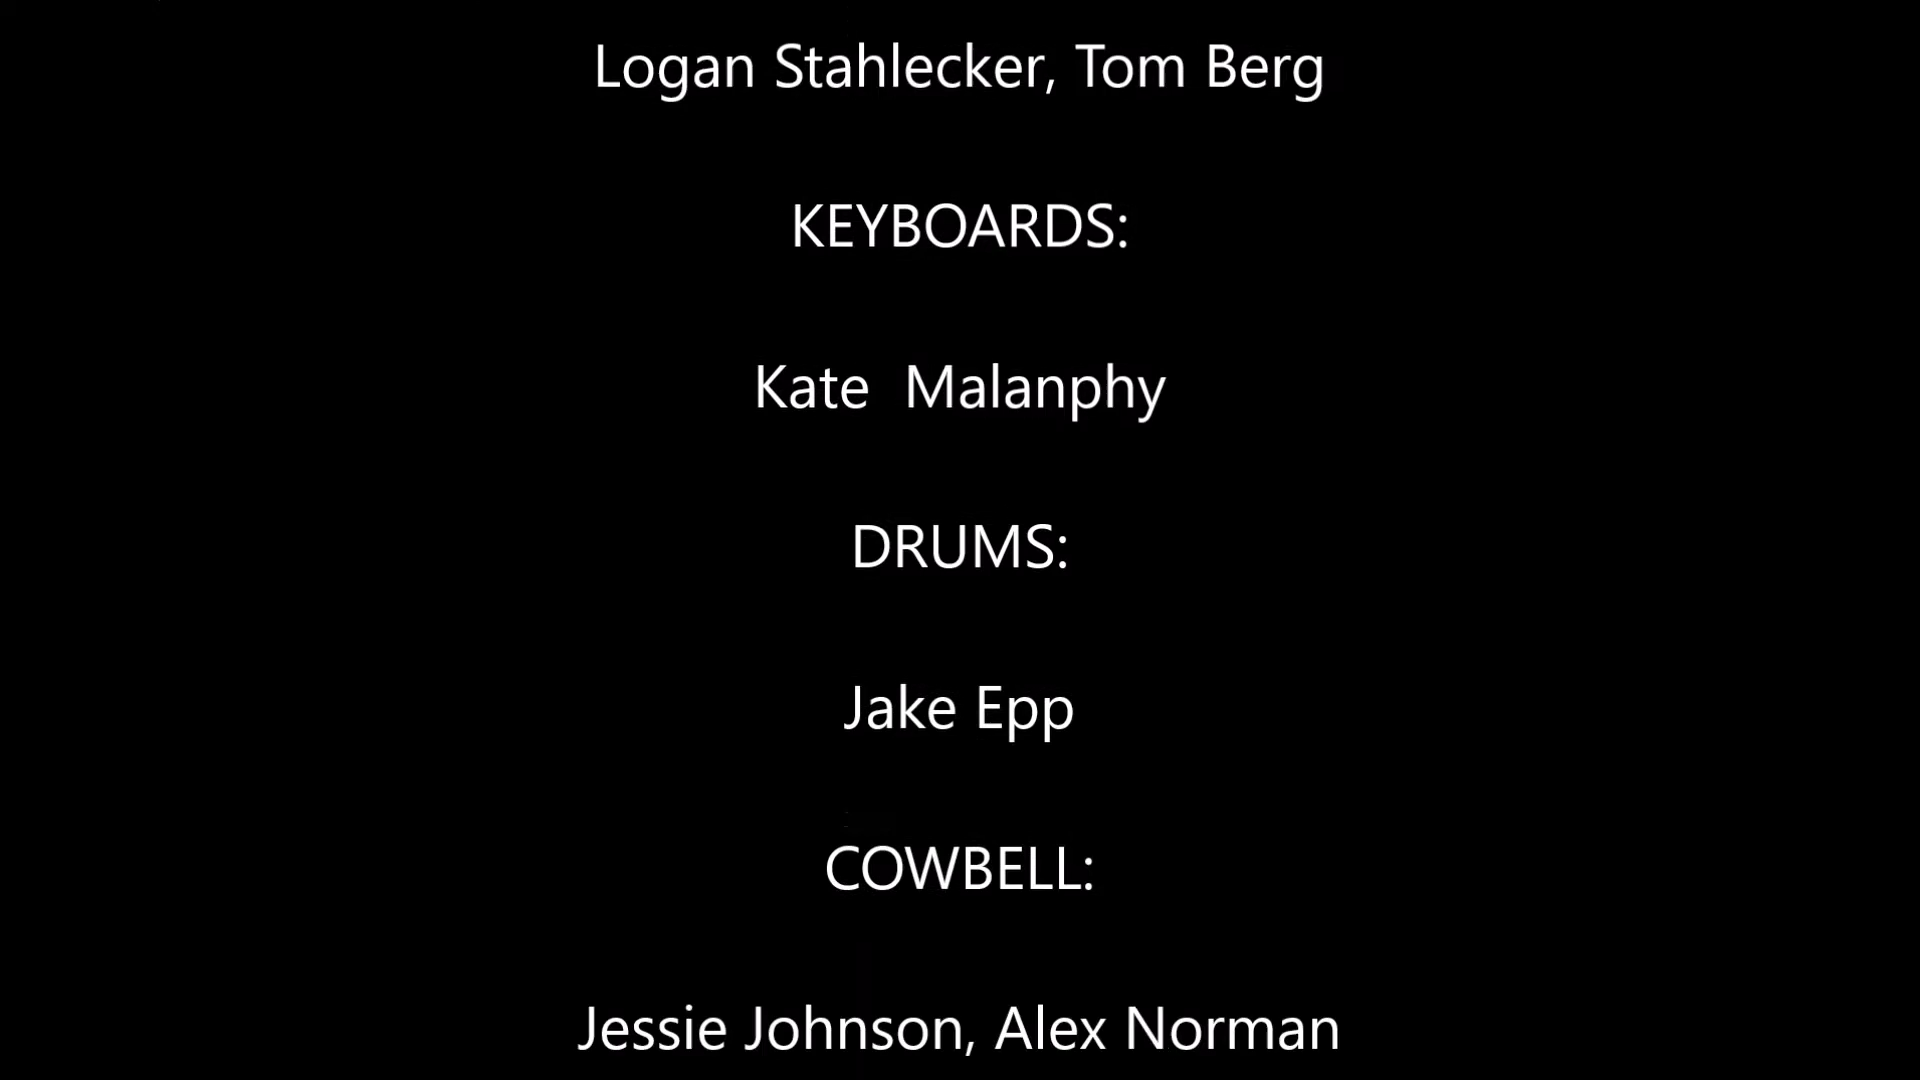 Logan Stahlecker, Tom Berg
KEYBOARDS:
Kate  Malanphy
DRUMS:
Jake Epp
COWBELL:
Jessie Johnson, Alex Norman